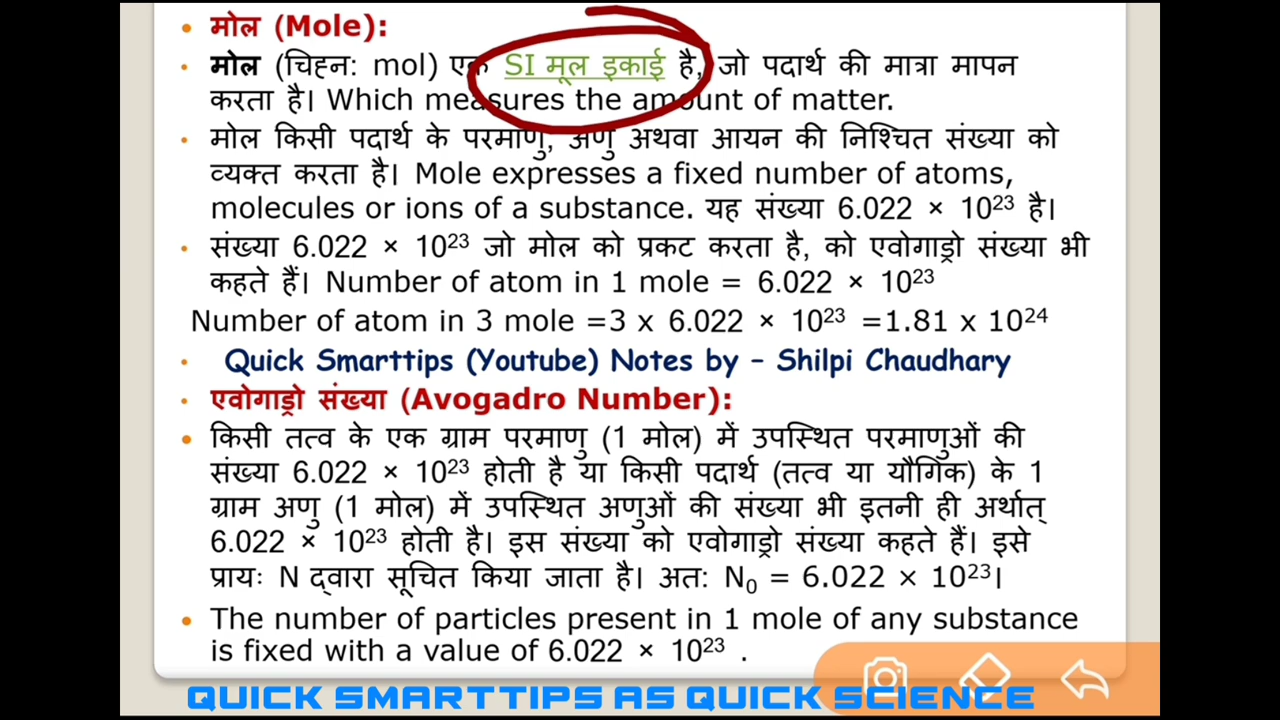 • मोल (Mole):
• मोल (चिह्न: mol) एक SI मूल इकाई है, जो पदार्थ की मात्रा मापन
करता है। Which measures the amount of matter.
• मोल किसी पदार्थ के परमाणु, अणु अथवा आयन की निश्चित संख्या को
व्यक्त करता है। Mole expresses a fixed number of atoms,
molecules or ions of a substance. यह संख्या 6.022 × 10²³ है।
• संख्या 6.022 × 10²³ जो मोल को प्रकट करता है, को एवोगाड्रो संख्या भी
कहते हैं। Number of atom in 1 mole = 6.022 × 10²³
Number of atom in 3 mole =3 x 6.022 × 10²³ =1.81 x 10²⁴
• Quick Smarttips (Youtube) Notes by – Shilpi Chaudhary
• एवोगाड्रो संख्या (Avogadro Number):
• किसी तत्व के एक ग्राम परमाणु (1 मोल) में उपस्थित परमाणुओं की
संख्या 6.022 × 10²³ होती है या किसी पदार्थ (तत्व या यौगिक) के 1
ग्राम अणु (1 मोल) में उपस्थित अणुओं की संख्या भी इतनी ही अर्थात्
6.022 × 10²³ होती है। इस संख्या को एवोगाड्रो संख्या कहते हैं। इसे
प्रायः N द्वारा सूचित किया जाता है। अत: N₀ = 6.022 × 10²³।
• The number of particles present in 1 mole of any substance
is fixed with a value of 6.022 × 10²³ .
QUICK SMARTTIPS AS QUICK SCIENCE